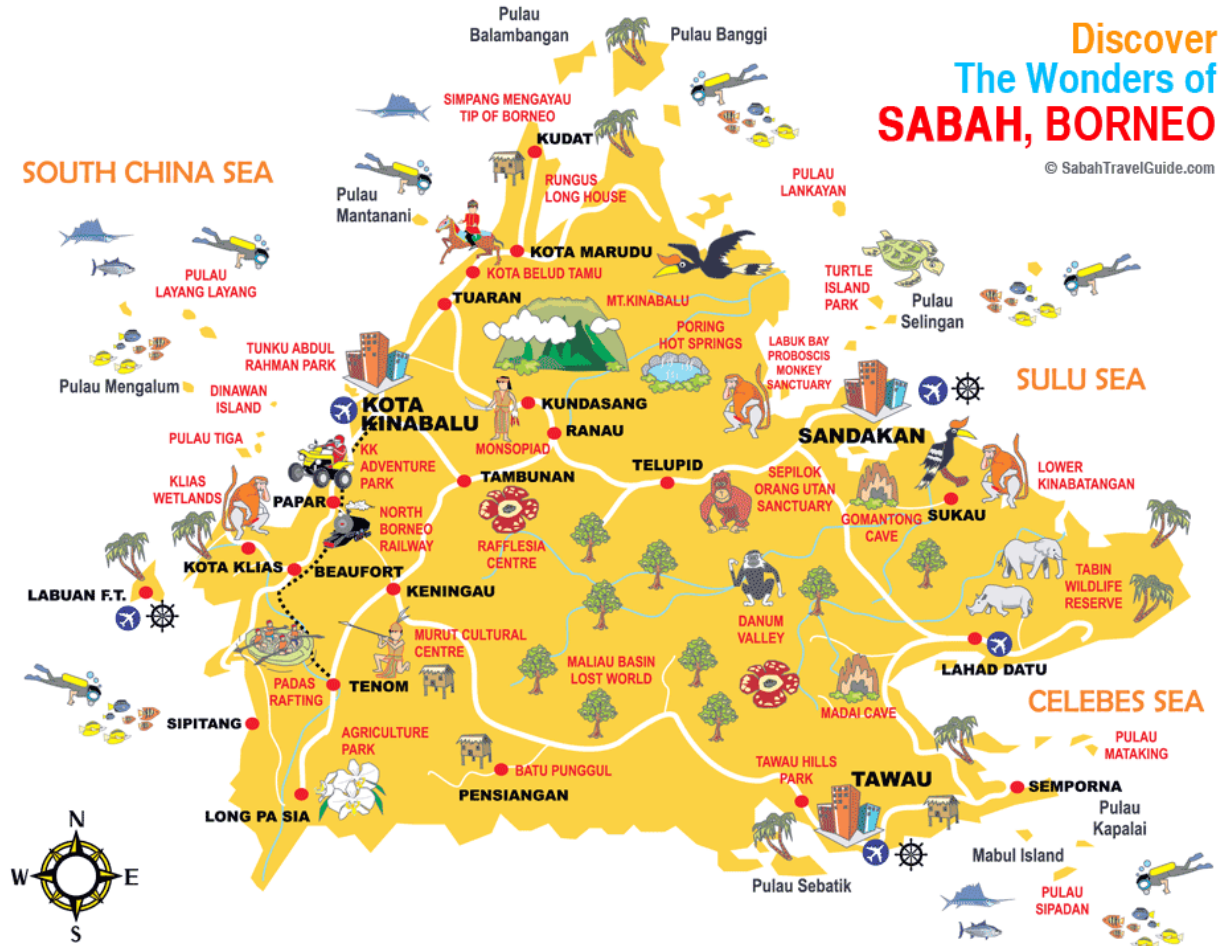 Discover
The Wonders of
SABAH, BORNEO
© SabahTravelGuide.com
Pulau
Balambangan
Pulau Banggi
SIMPANG MENGAYAU
TIP OF BORNEO
KUDAT
SOUTH CHINA SEA
RUNGUS
LONG HOUSE
PULAU
LANKAYAN
Pulau
Mantanani
KOTA MARUDU
KOTA BELUD TAMU
PULAU
LAYANG LAYANG
TURTLE
ISLAND
PARK
Pulau
Selingan
TUARAN
MT.KINABALU
PORING
HOT SPRINGS
TUNKU ABDUL
RAHMAN PARK
LABUK BAY
PROBOSCIS
MONKEY
SANCTUARY
SULU SEA
Pulau Mengalum
DINAWAN
ISLAND
KOTA
KINABALU
KUNDASANG
RANAU
SANDAKAN
PULAU TIGA
MONSOPIAD
KK
ADVENTURE
PARK
TAMBUNAN
TELUPID
SEPILOK
ORANG UTAN
SANCTUARY
LOWER
KINABATANGAN
KLIAS
WETLANDS
PAPAR
NORTH
BORNEO
RAILWAY
RAFFLESIA
CENTRE
GOMANTONG
CAVE
SUKAU
KOTA KLIAS
BEAUFORT
KENINGAU
LABUAN F.T.
TABIN
WILDLIFE
RESERVE
DANUM
VALLEY
MURUT CULTURAL
CENTRE
MALIAU BASIN
LOST WORLD
LAHAD DATU
PADAS
RAFTING
TENOM
MADAI CAVE
CELEBES SEA
SIPITANG
AGRICULTURE
PARK
PULAU
MATAKING
BATU PUNGGUL
PENSIANGAN
TAWAU HILLS
PARK
TAWAU
SEMPORNA
LONG PA SIA
Pulau
Kapalai
Mabul Island
Pulau Sebatik
PULAU
SIPADAN
N
W
E
S